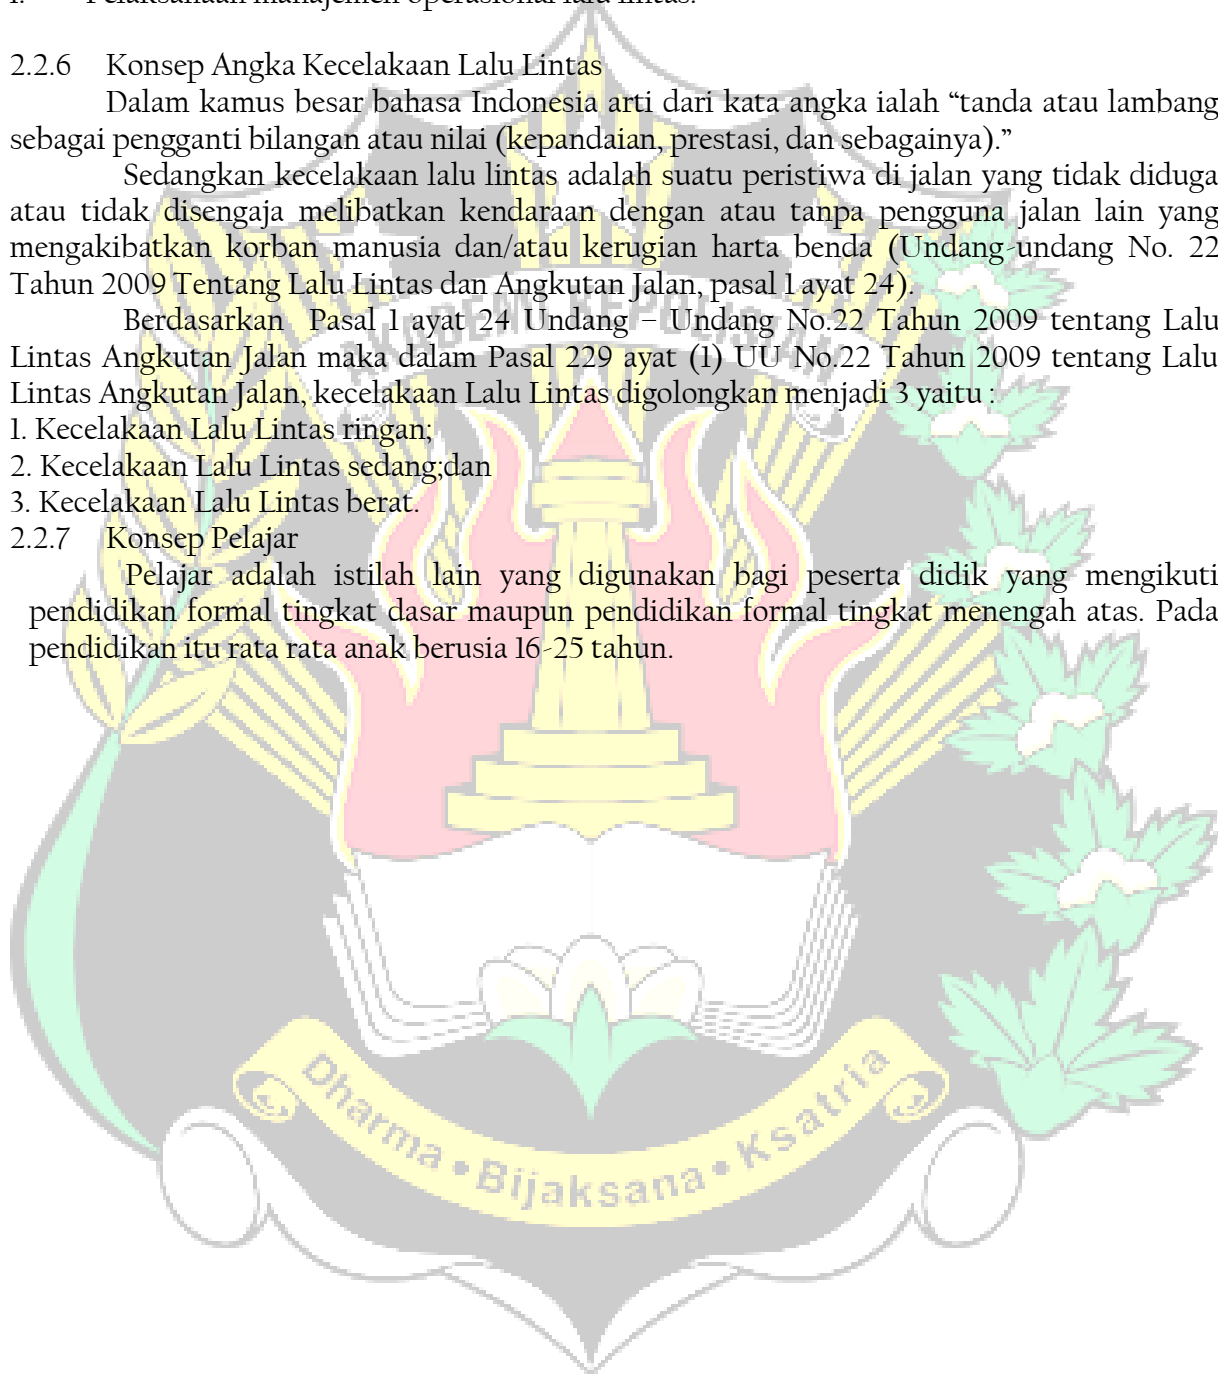 Pelaksanaan manajemen operasional lalu lintas.
2.2.6 Konsep Angka Kecelakaan Lalu Lintas
Dalam kamus besar bahasa Indonesia arti dari kata angka ialah “tanda atau lambang
sebagai pengganti bilangan atau nilai (kepandaian, prestasi, dan sebagainya).”
Sedangkan kecelakaan lalu lintas adalah suatu peristiwa di jalan yang tidak diduga
atau tidak disengaja melibatkan kendaraan dengan atau tanpa pengguna jalan lain yang
mengakibatkan korban manusia dan/atau kerugian harta benda (Undang-undang No. 22
Tahun 2009 Tentang Lalu Lintas dan Angkutan Jalan, pasal 1 ayat 24).
Berdasarkan Pasal 1 ayat 24 Undang – Undang No.22 Tahun 2009 tentang Lalu
Lintas Angkutan Jalan maka dalam Pasal 229 ayat (1) UU No.22 Tahun 2009 tentang Lalu
Lintas Angkutan Jalan, kecelakaan Lalu Lintas digolongkan menjadi 3 yaitu :
1. Kecelakaan Lalu Lintas ringan;
2. Kecelakaan Lalu Lintas sedang;dan
3. Kecelakaan Lalu Lintas berat.
2.2.7 Konsep Pelajar
Pelajar adalah istilah lain yang digunakan bagi peserta didik yang mengikuti
pendidikan formal tingkat dasar maupun pendidikan formal tingkat menengah atas. Pada
pendidikan itu rata rata anak berusia 16-25 tahun.
AKADEMI KEPOLISIAN
Dharma • Bijaksana • Ksatria